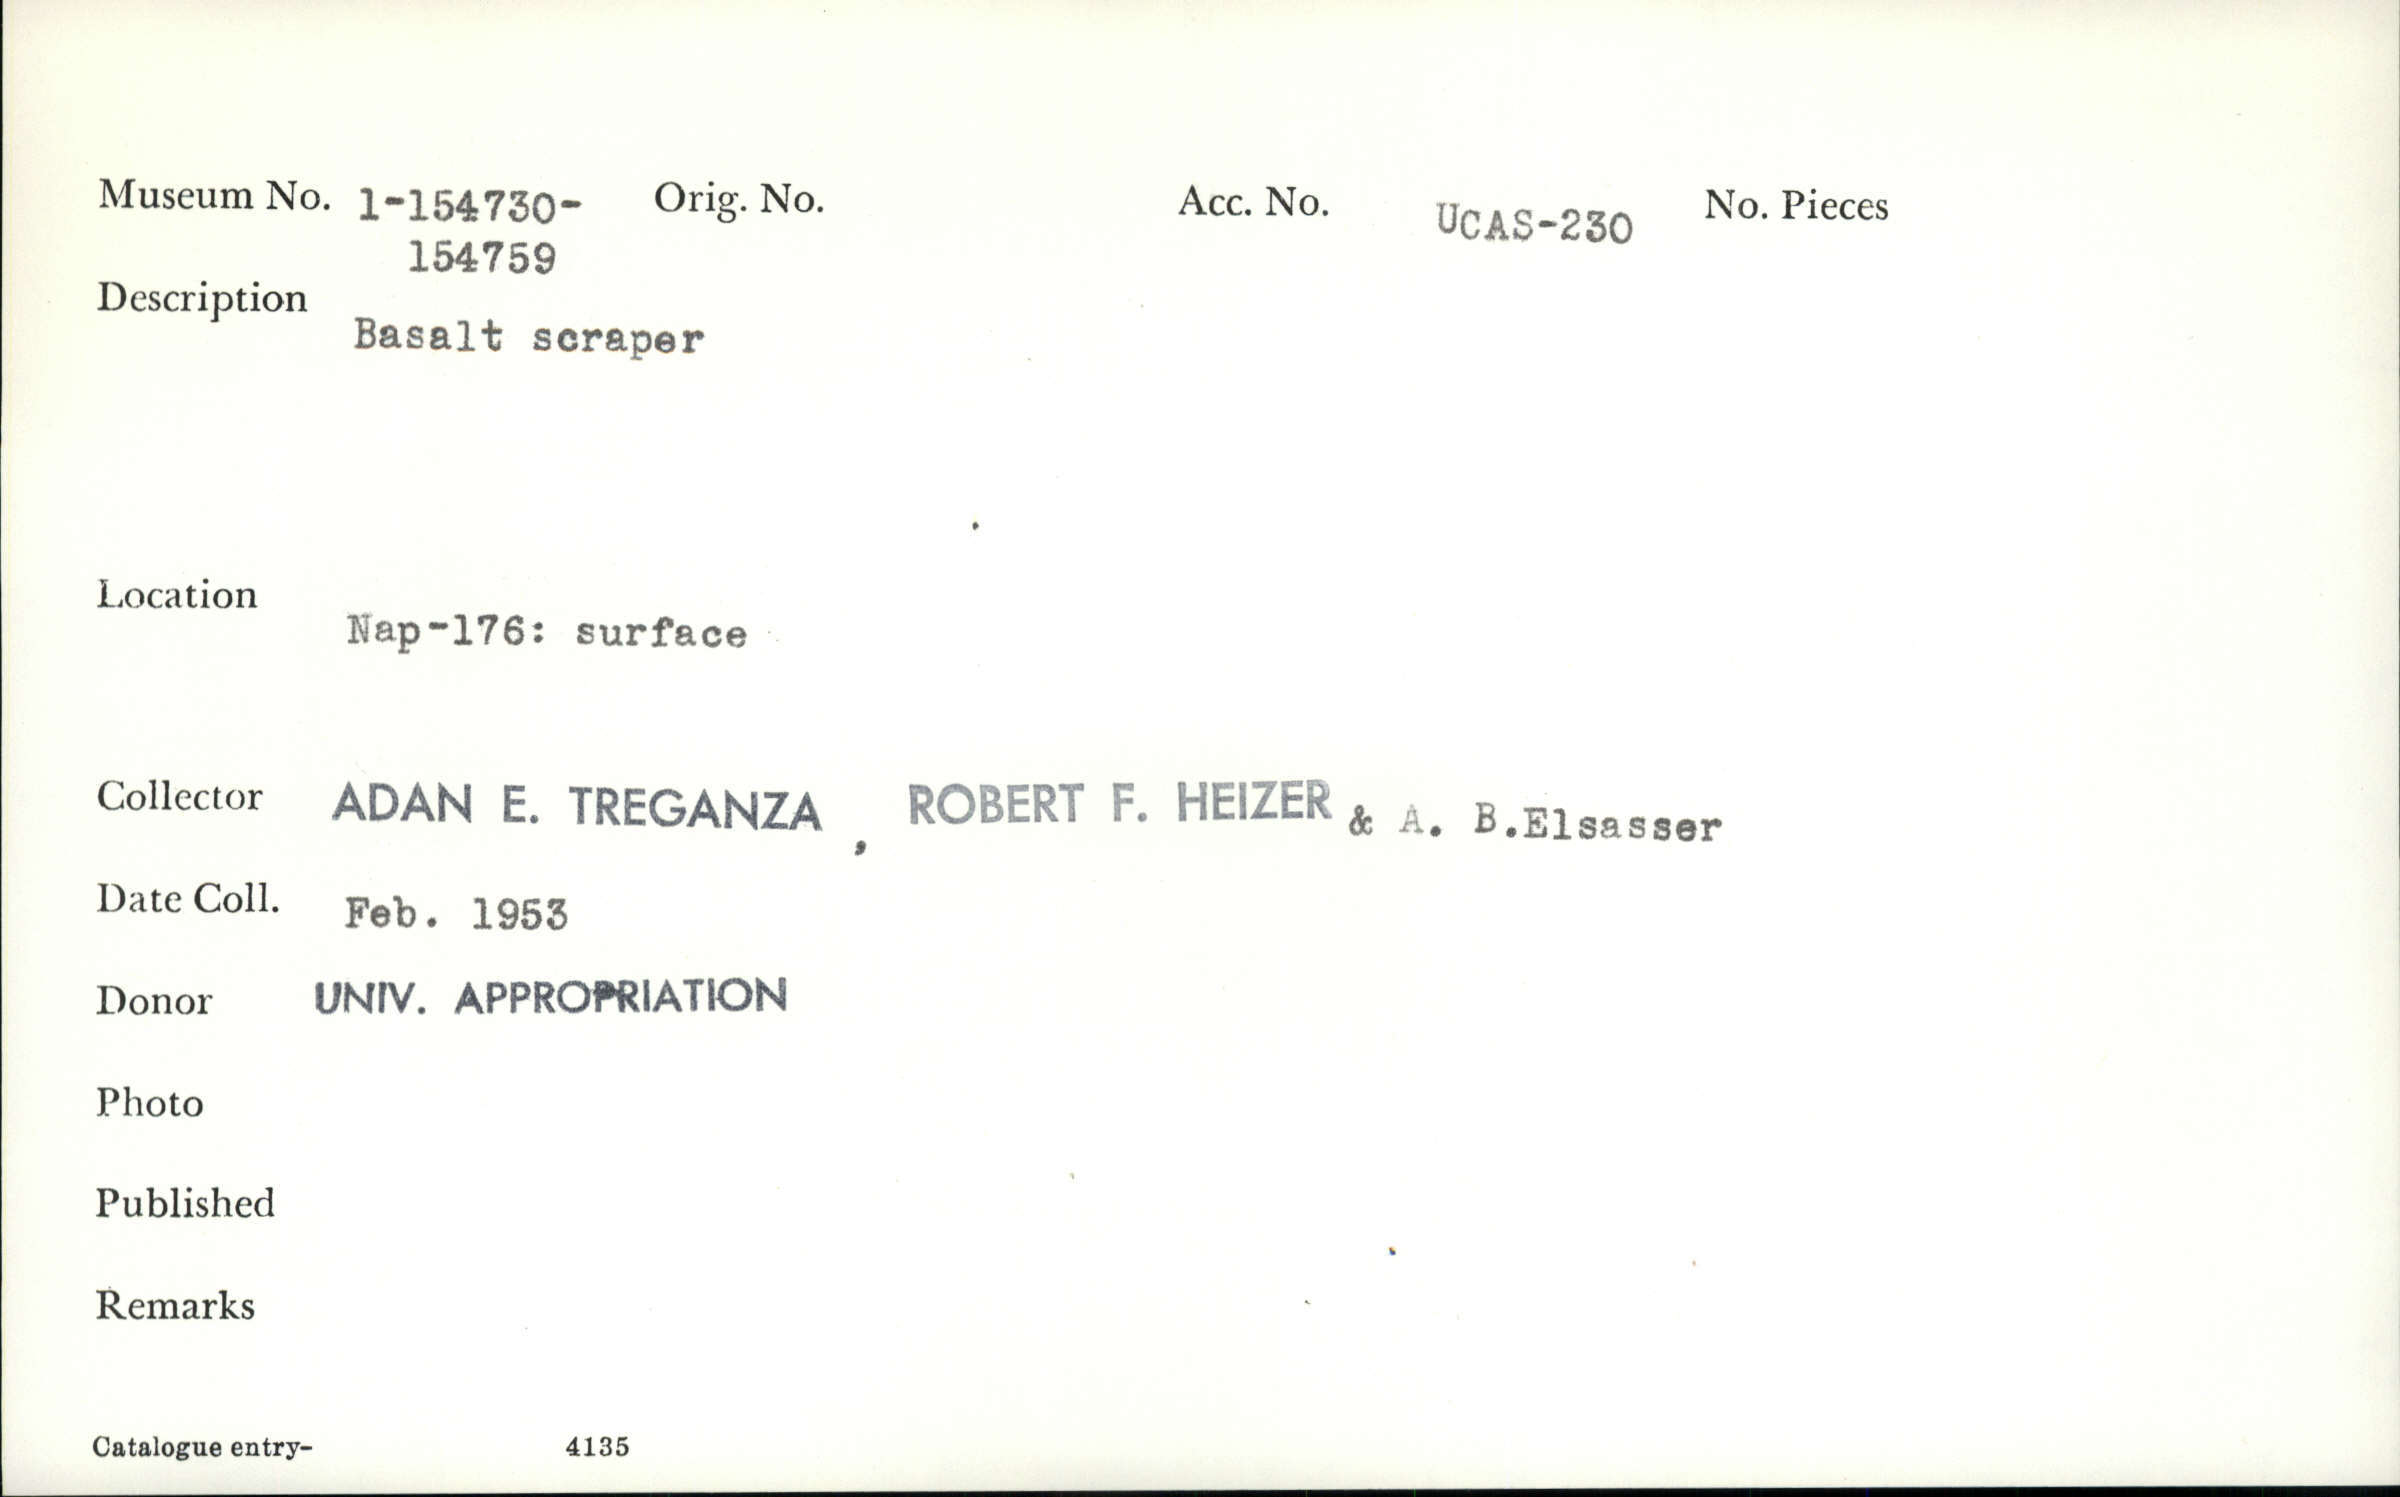 Museum No. 1-154730- Orig. No. Acc. No. UCAS-230 No. Pieces
154759
Description
Basalt scraper
Location
Nap-176: surface
Collector ADAN E. TREGANZA , ROBERT F. HEIZER & A. B.Elsasser
Date Coll. Feb. 1953
Donor UNIV. APPROPRIATION
Photo
Published
Remarks
Catalogue entry- 4135